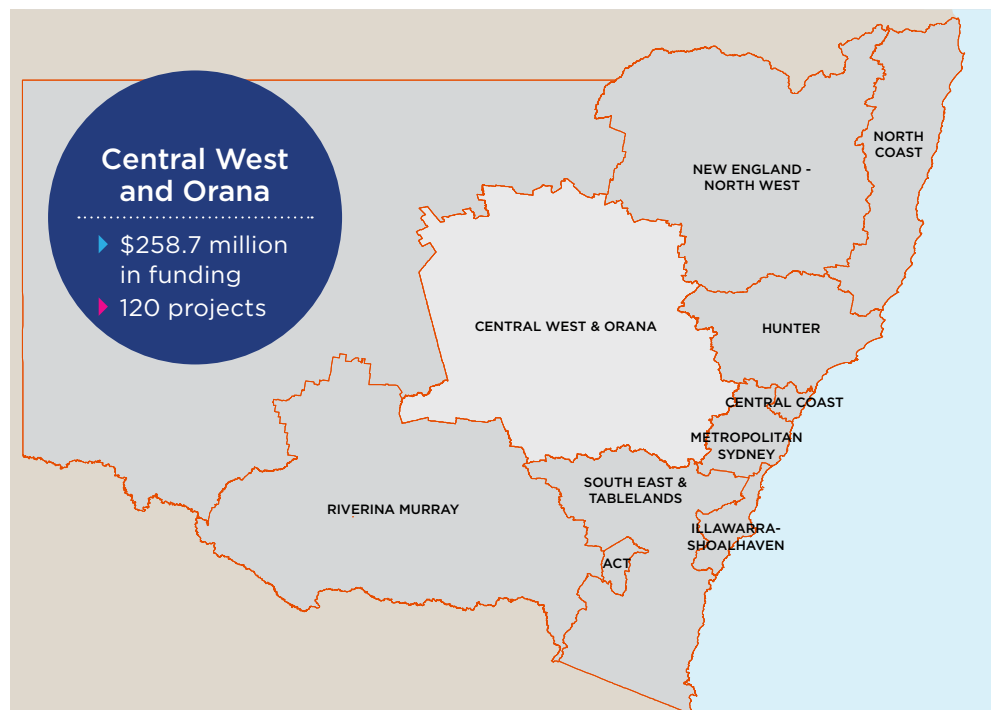 Central West
and Orana
$258.7 million
in funding
120 projects
NORTH
COAST
NEW ENGLAND -
NORTH WEST
CENTRAL WEST & ORANA
HUNTER
CENTRAL COAST
METROPOLITAN
SYDNEY
SOUTH EAST &
TABLELANDS
RIVERINA MURRAY
ILLAWARRA-
SHOALHAVEN
ACT